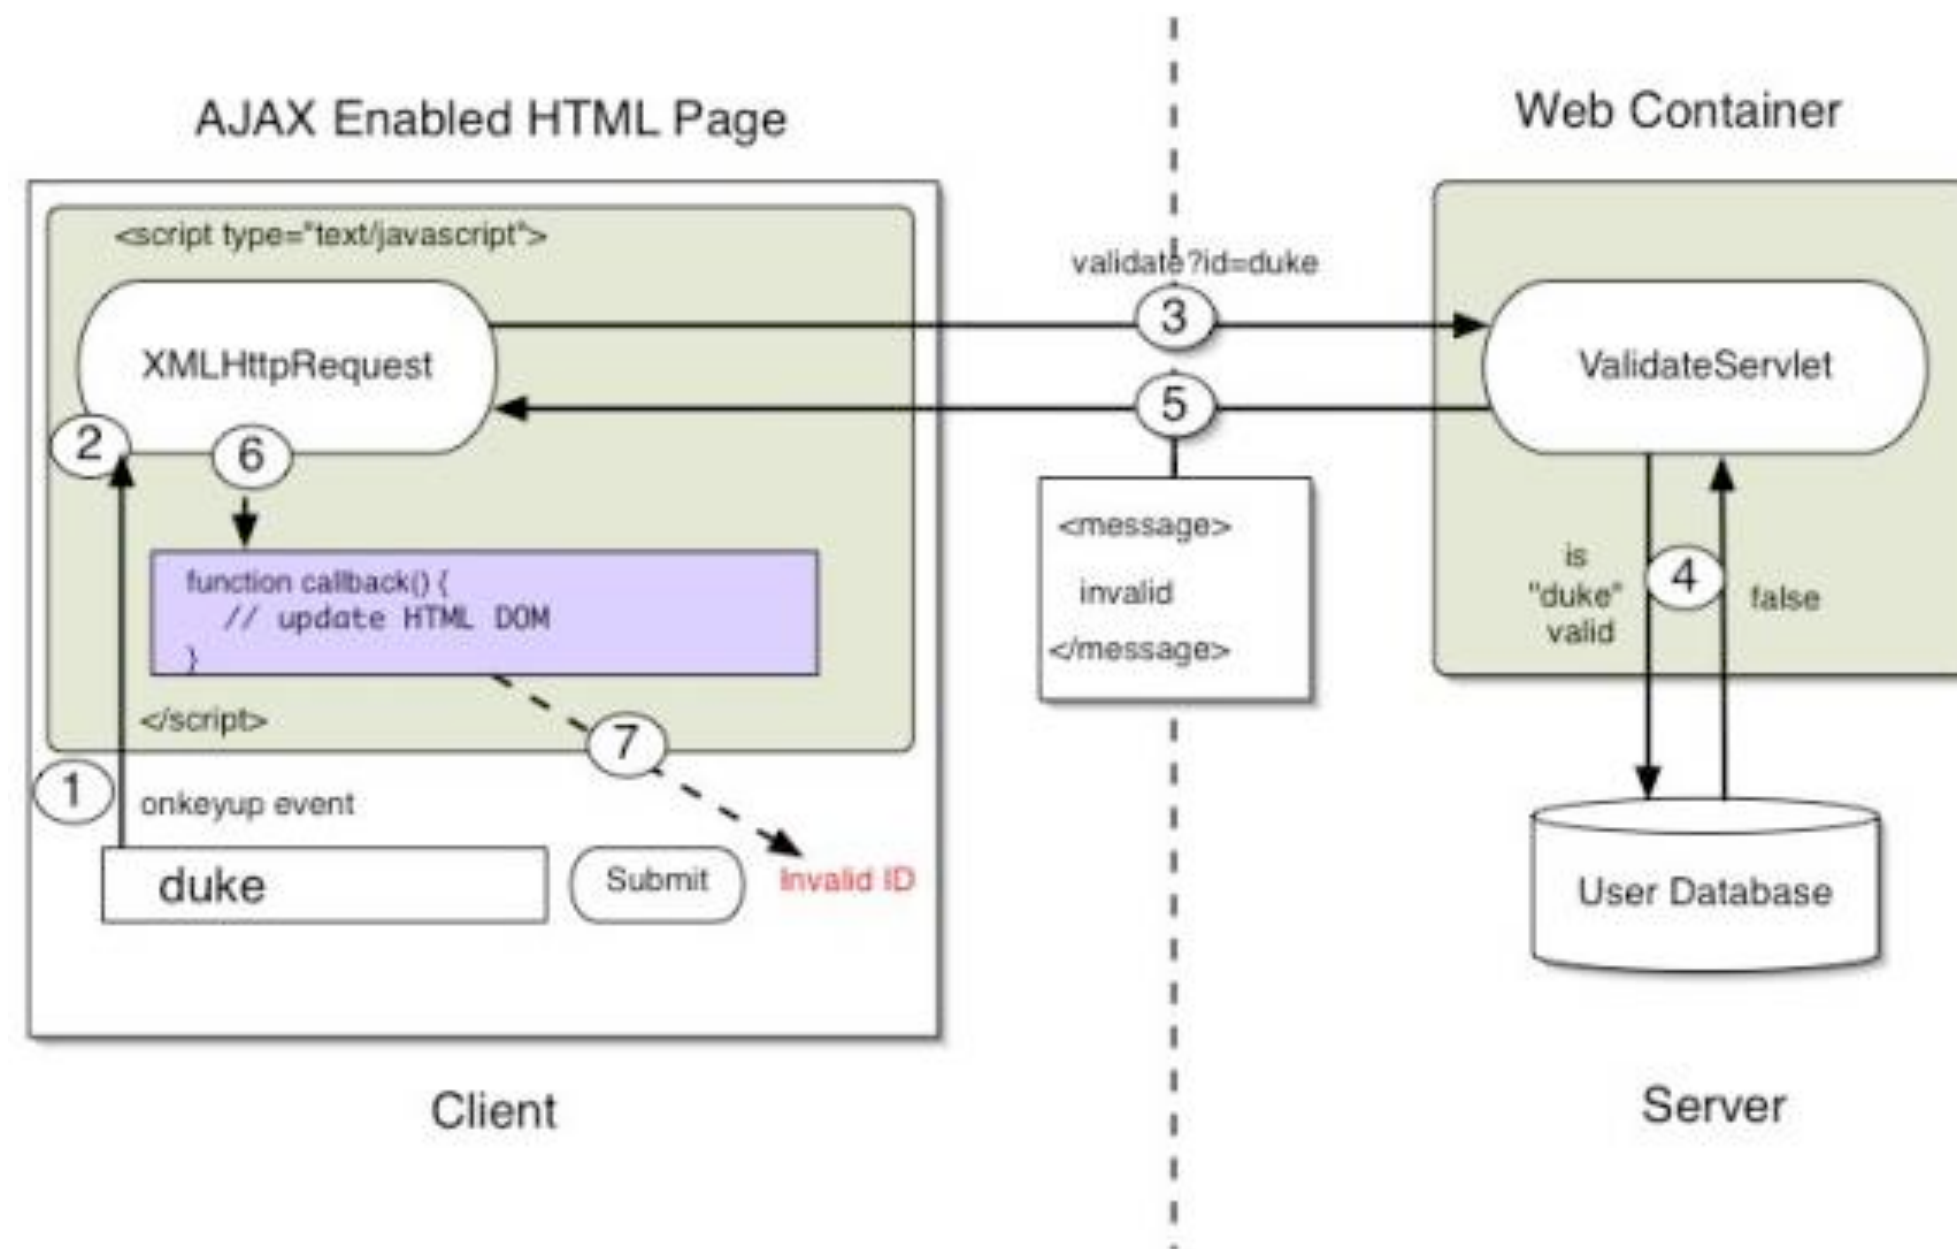 AJAX Enabled HTML Page
Web Container
<script type="text/javascript">
XMLHttpRequest
2
6
function callback() {
// update HTML DOM
}
</script>
7
1
onkeyup event
duke
Submit
Invalid ID
Client
validate?id=duke
3
5
<message>
invalid
</message>
ValidateServlet
is
"duke"
valid
4
false
User Database
Server